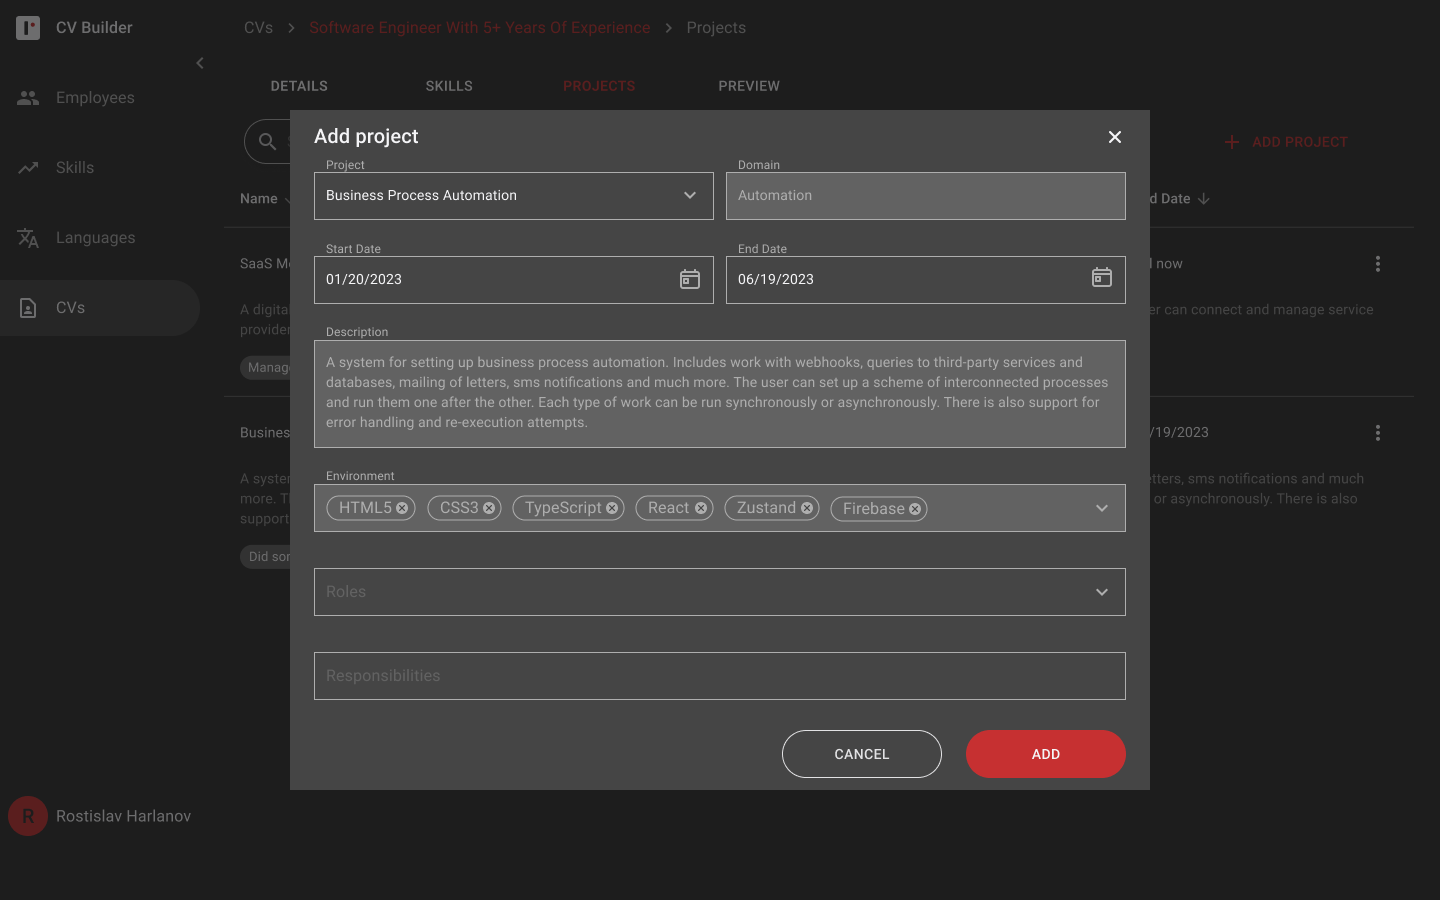 CV Builder
CVs
Software Engineer With 5+ Years Of Experience
Projects
Employees
Skills
Languages
CVs
Rostislav Harlanov
DETAILS
SKILLS
PROJECTS
PREVIEW
ADD PROJECT
Name
d Date
SaaS M
l now
A digita
er can connect and manage service
provider
Manag
Busines
/19/2023
A syster
etters, sms notifications and much
more. T
or asynchronously. There is also
support
Did sor
Add project
Project
Business Process Automation
Domain
Automation
Start Date
01/20/2023
End Date
06/19/2023
Description
A system for setting up business process automation. Includes work with webhooks, queries to third-party services and
databases, mailing of letters, sms notifications and much more. The user can set up a scheme of interconnected processes
and run them one after the other. Each type of work can be run synchronously or asynchronously. There is also support for
error handling and re-execution attempts.
Environment
HTML5 CSS3 TypeScript React Zustand Firebase
Roles
Responsibilities
CANCEL
ADD
R